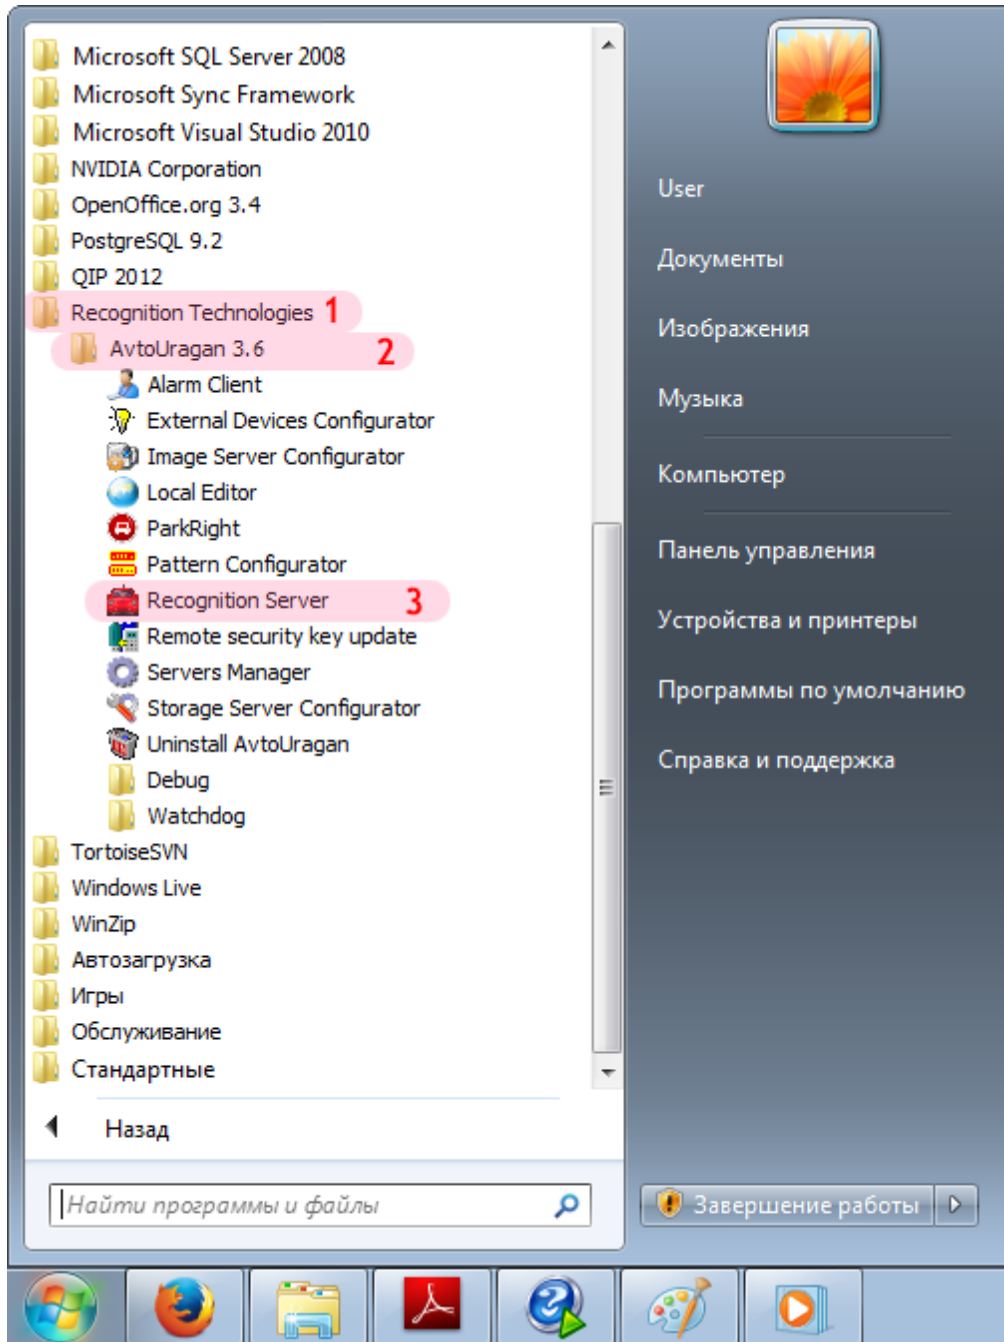 Microsoft SQL Server 2008
Microsoft Sync Framework
Microsoft Visual Studio 2010
NVIDIA Corporation
OpenOffice.org 3.4
PostgreSQL 9.2
QIP 2012
Recognition Technologies 1
AvtoUragan 3.6 2
Alarm Client
External Devices Configurator
Image Server Configurator
Local Editor
ParkRight
Pattern Configurator
Recognition Server 3
Remote security key update
Servers Manager
Storage Server Configurator
Uninstall AvtoUragan
Debug
Watchdog
TortoiseSVN
Windows Live
WinZip
Автозагрузка
Игры
Обслуживание
Стандартные
Назад
Найти программы и файлы
User
Документы
Изображения
Музыка
Компьютер
Панель управления
Устройства и принтеры
Программы по умолчанию
Справка и поддержка
Завершение работы